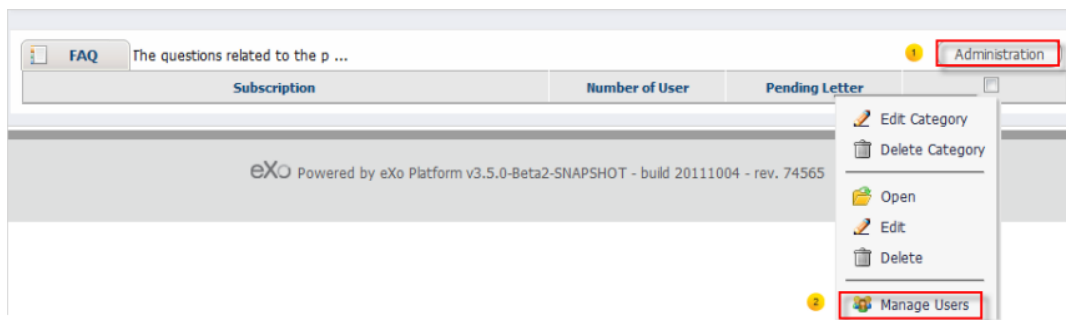 FAQ The questions related to the p ... 1 Administration
Subscription Number of User Pending Letter
Edit Category
Delete Category
eXo Powered by eXo Platform v3.5.0-Beta2-SNAPSHOT - build 20111004 - rev. 74565
Open
Edit
Delete
2 Manage Users